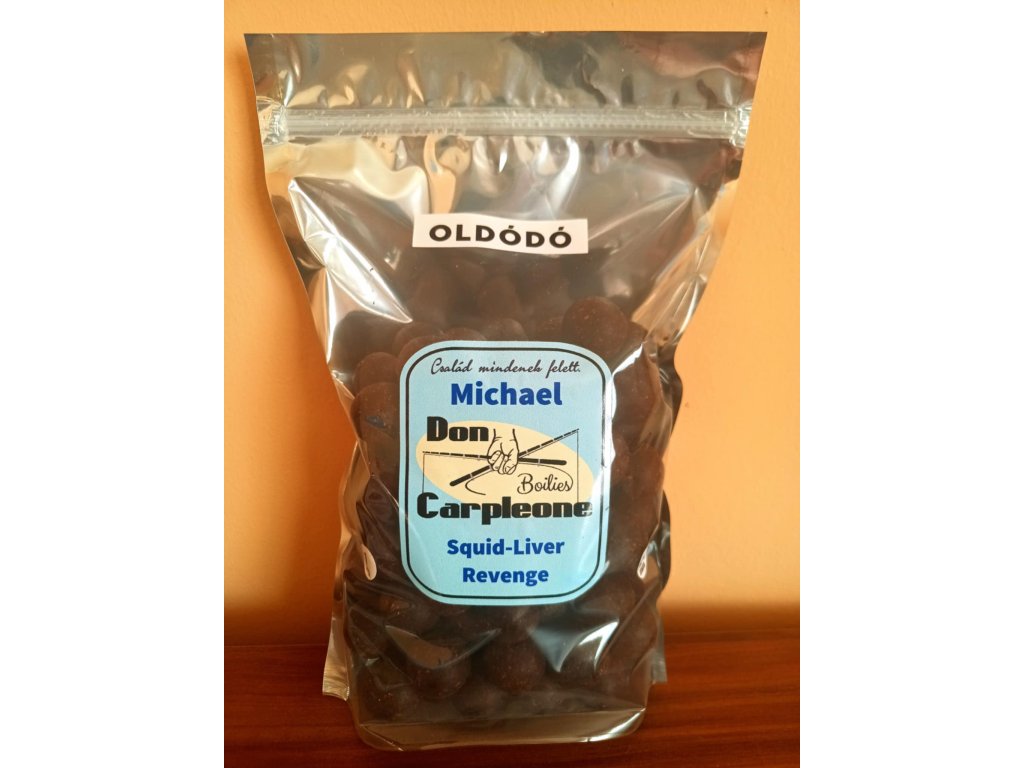 OLDÓDÓ
Család mindenek felett.
Michael
Don
Boilies
Carpleone
Squid-Liver
Revenge